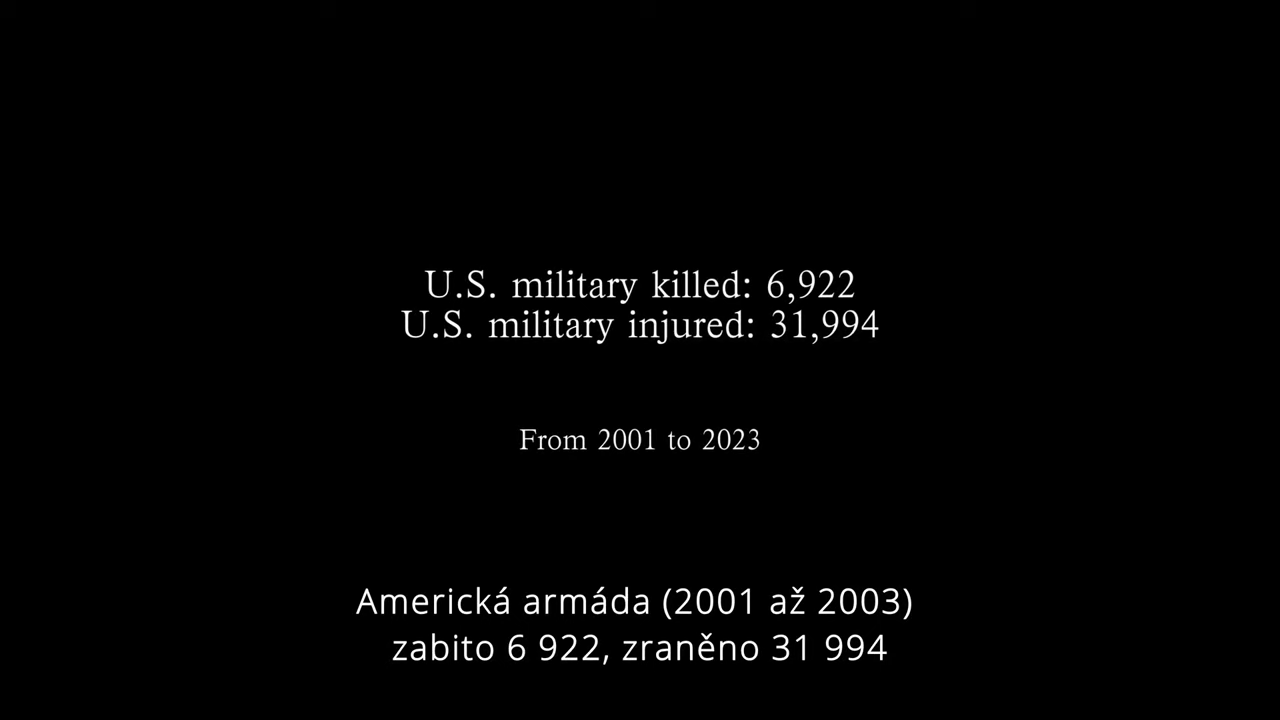 U.S. military killed: 6,922
U.S. military injured: 31,994
From 2001 to 2023
Americká armáda (2001 až 2003)
zabito 6 922, zraněno 31 994